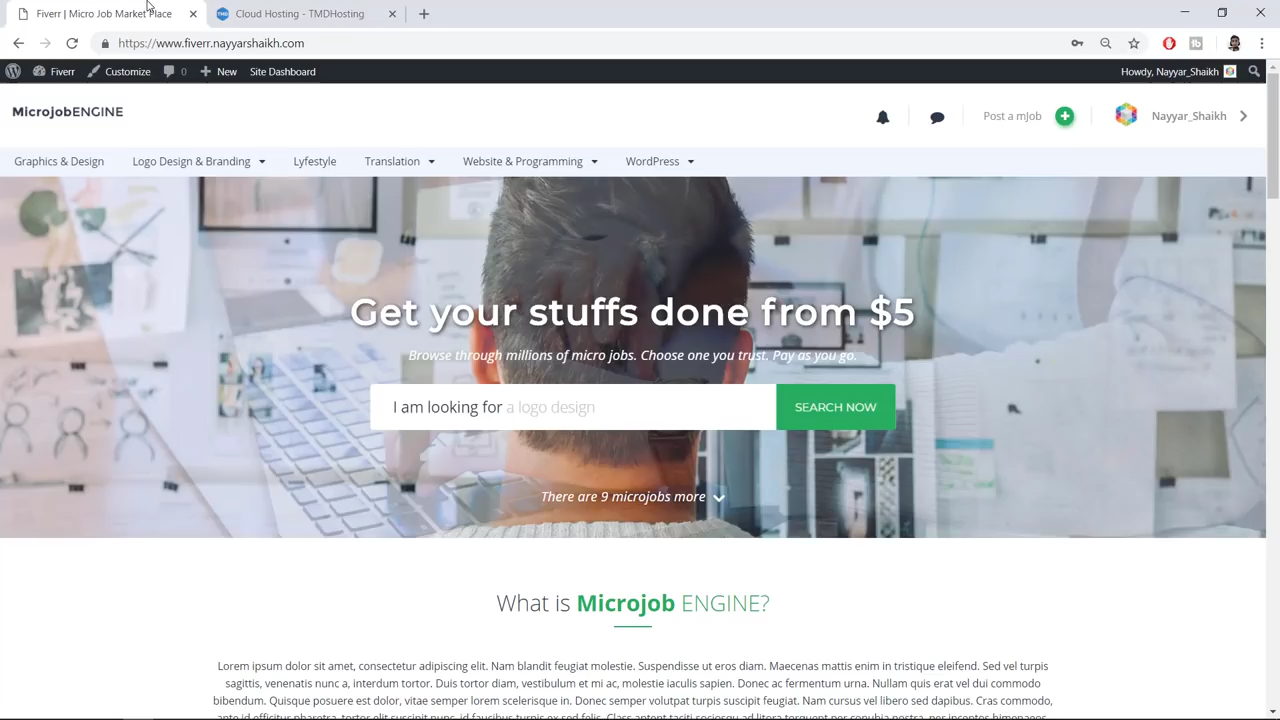 Fiverr | Micro Job Market Place
Cloud Hosting - TMDHosting
https://www.fiverr.nayyarshaikh.com
Fiverr
Customize
0
New
Site Dashboard
Howdy, Nayyar_Shaikh
MicrojobENGINE
Post a mJob
Nayyar_Shaikh
Graphics & Design
Logo Design & Branding
Lyfestyle
Translation
Website & Programming
WordPress
Get your stuffs done from $5
Browse through millions of micro jobs. Choose one you trust. Pay as you go.
I am looking for a logo design
SEARCH NOW
There are 9 microjobs more
What is Microjob ENGINE?
Lorem ipsum dolor sit amet, consectetur adipiscing elit. Nam blandit feugiat molestie. Suspendisse ut eros diam. Maecenas mattis enim in tristique eleifend. Sed vel turpis
sagittis, venenatis nunc a, interdum tortor. Duis tortor diam, vestibulum et mi ac, molestie iaculis sapien. Donec ac fermentum urna. Nullam quis erat vel dui commodo
bibendum. Quisque posuere est dolor, vitae semper lorem scelerisque in. Donec semper volutpat turpis suscipit feugiat. Nam cursus vel libero sed dapibus. Cras commodo,